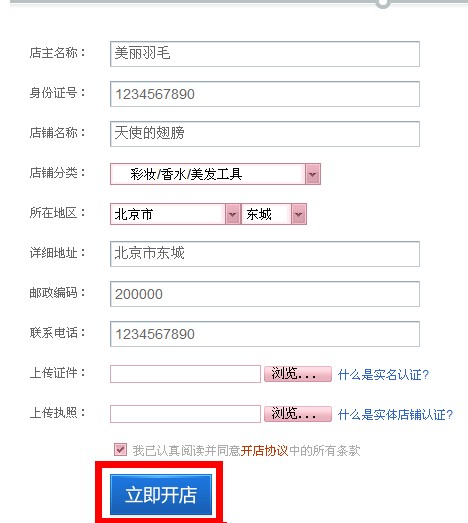 店主名称： 美丽羽毛
身份证号： 1234567890
店铺名称： 天使的翅膀
店铺分类： 彩妆/香水/美发工具
所在地区： 北京市 东城
详细地址： 北京市东城
邮政编码： 200000
联系电话： 1234567890
上传证件： 浏览... 什么是实名认证?
上传执照： 浏览... 什么是实体店铺认证?
我已认真阅读并同意开店协议中的所有条款
立即开店